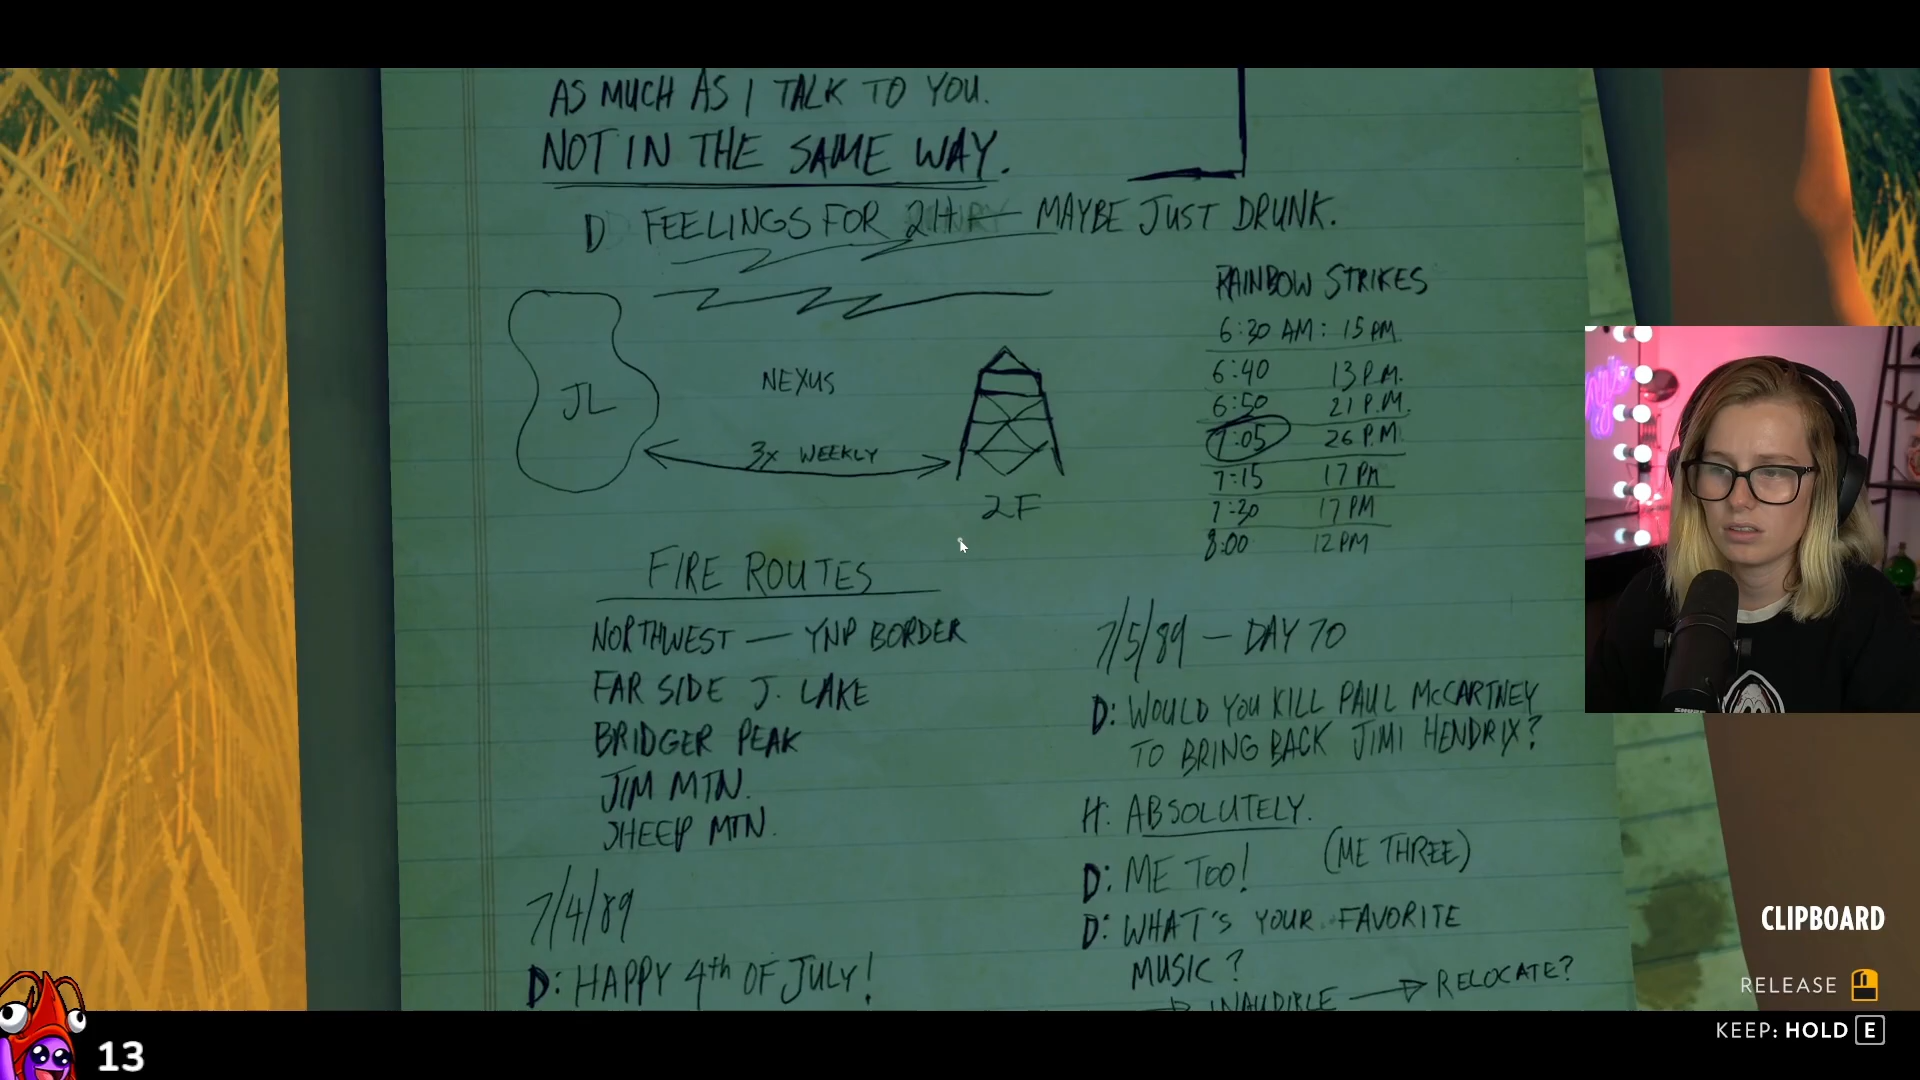 AS MUCH AS I TALK TO YOU.
NOT IN THE SAME WAY.
D FEELINGS FOR — MAYBE JUST DRUNK.
RAINBOW STRIKES
6:30 AM: 15 PM
6:40 13 P.M.
6:50 21 P.M.
7:05 26 P.M.
7:15 17 PM
7:30 17 PM
8:00 12 PM
JL
NEXUS
3X WEEKLY
2F
FIRE ROUTES
NORTHWEST — YNP BORDER
FAR SIDE J. LAKE
BRIDGER PEAK
JIM MTN.
SHEEP MTN.
7/4/89
D: HAPPY 4th OF JULY!
7/5/89 — DAY 70
D: WOULD YOU KILL PAUL McCARTNEY
TO BRING BACK JIMI HENDRIX?
H: ABSOLUTELY.
D: ME TOO! (ME THREE)
D: WHAT'S YOUR FAVORITE
MUSIC?
INAUDIBLE → RELOCATE?
CLIPBOARD
RELEASE
KEEP: HOLD E
13